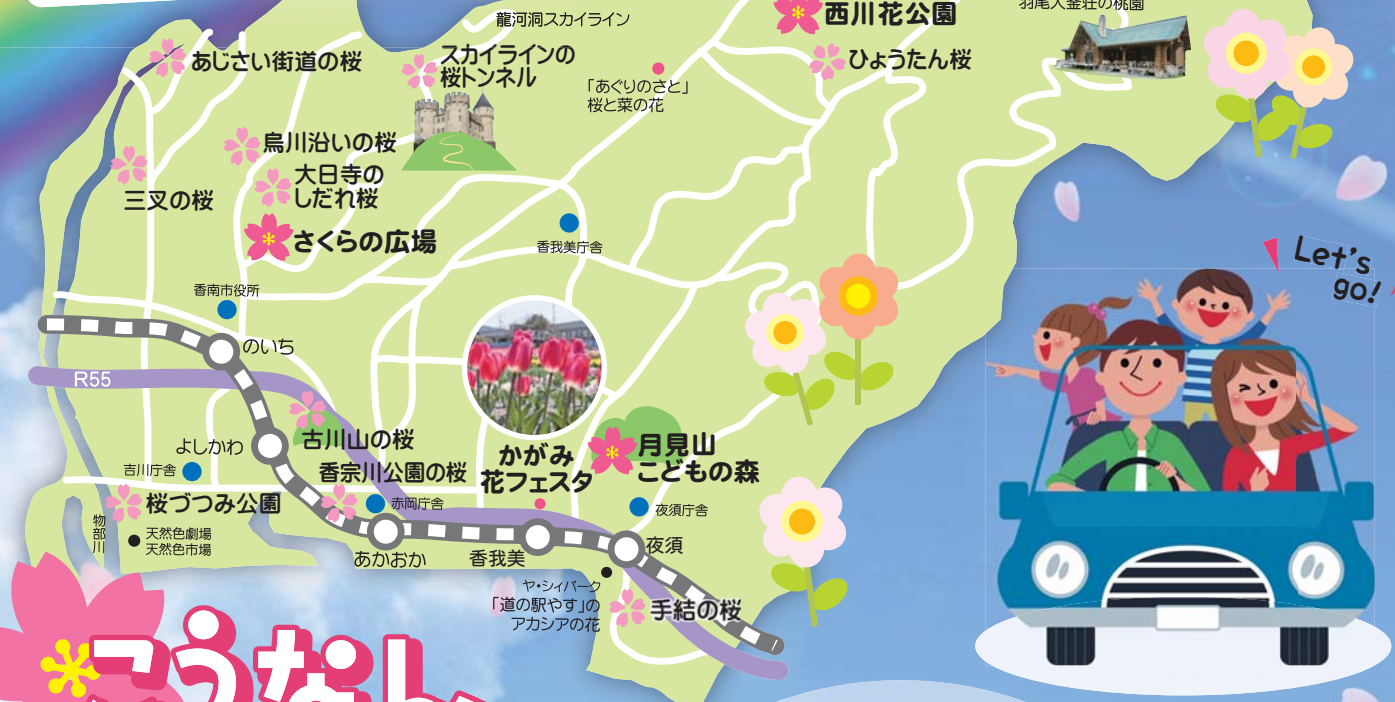 龍河洞スカイライン
西川花公園
羽尾大釜荘の桃園
あじさい街道の桜
スカイラインの
桜トンネル
ひょうたん桜
「あぐりのさと」
桜と菜の花
烏川沿いの桜
大日寺の
しだれ桜
三叉の桜
さくらの広場
香我美庁舎
Let's
go!
香南市役所
のいち
R55
古川山の桜
よしかわ
吉川庁舎
香宗川公園の桜
かがみ
花フェスタ
月見山
こどもの森
桜づつみ公園
赤岡庁舎
夜須庁舎
物部川
天然色劇場
天然色市場
あかおか
香我美
夜須
ヤ・シィパーク
「道の駅やす」の
アカシアの花
手結の桜
こうなん